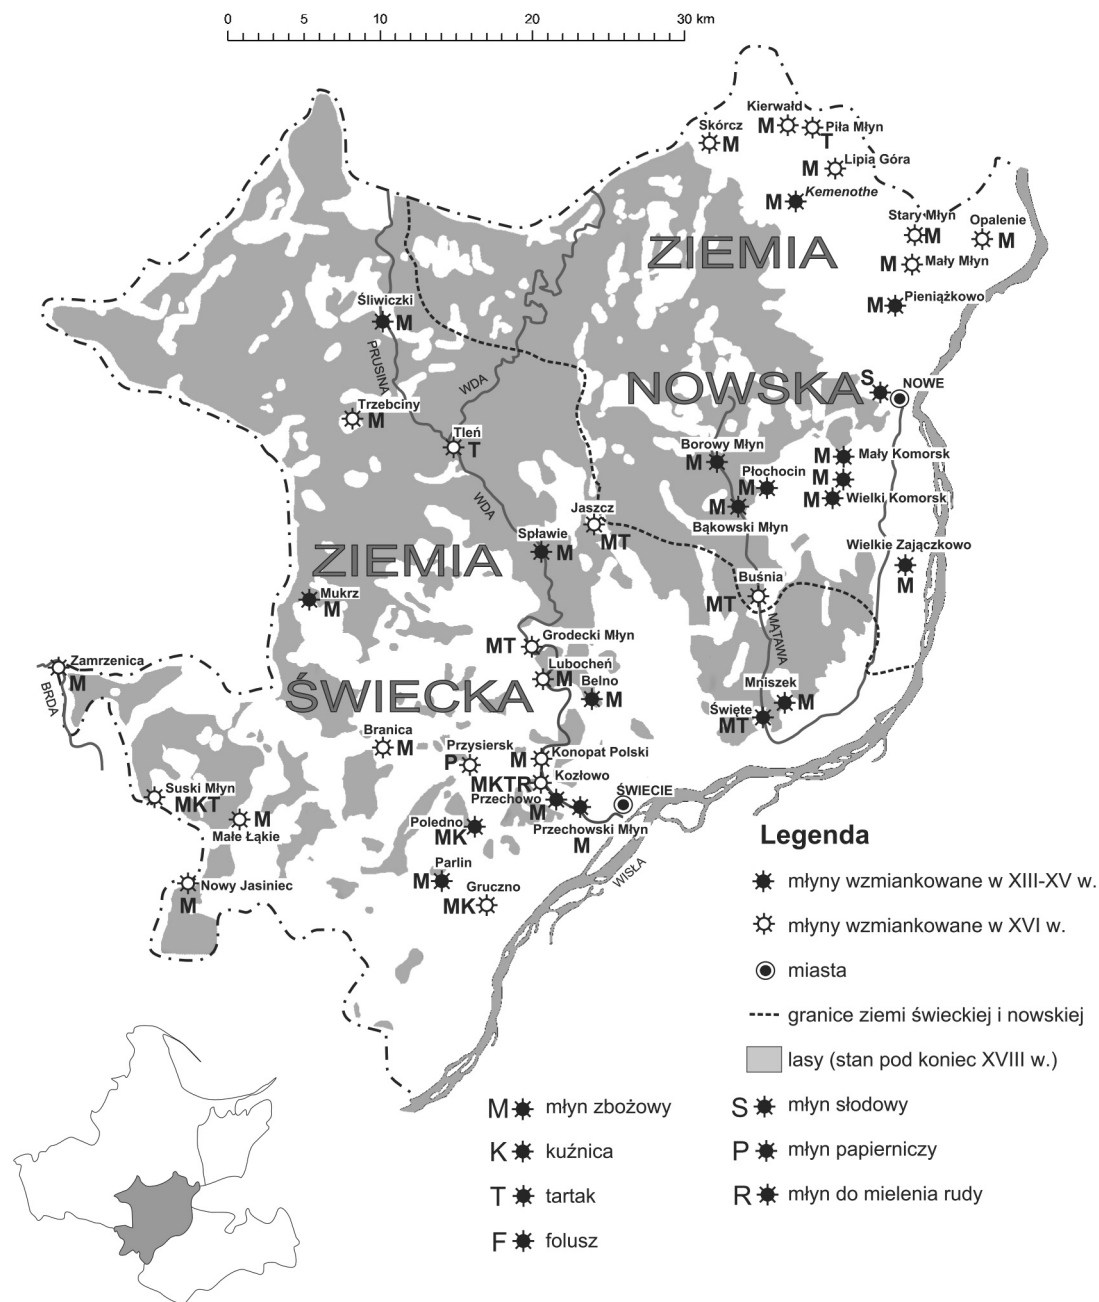 0 5 10 20 30 km
Kierwałd
M
Skórcz
M
Piła Młyn
T
Lipia Góra
M
Kemenothe
M
Stary Młyn
M
Opalenie
M
ZIEMIA
M
Mały Młyn
Śliwiczki
M
M
Pieniążkowo
PRUSINA
WDA
NOWSKA
S
NOWE
Trzebciny
M
Tleń
T
Borowy Młyn
M
M
Mały Komorsk
Płochocin
M
M
M
Wielki Komorsk
WDA
Jaszcz
MT
M
Bąkowski Młyn
Spławie
M
ZIEMIA
Wielkie Zajączkowo
M
Mukrz
M
Buśnia
MT
MĄTAWA
Grodecki Młyn
MT
Zamrzenica
M
Lubocheń
M
Belno
M
BRDA
ŚWIECKA
Mniszek
M
Święte
MT
Branica
M
Przysiersk
P
M
Konopat Polski
MKTR
Kozłowo
Suski Młyn
MKT
Przechowo
M
ŚWIECIE
M
Małe Łąkie
Poledno
MK
Przechowski Młyn
M
Parlin
M
WISŁA
Nowy Jasiniec
M
Gruczno
MK
Legenda
młyny wzmiankowane w XIII-XV w.
młyny wzmiankowane w XVI w.
miasta
granice ziemi świeckiej i nowskiej
lasy (stan pod koniec XVIII w.)
M młyn zbożowy
K kuźnica
T tartak
F folusz
S młyn słodowy
P młyn papierniczy
R młyn do mielenia rudy